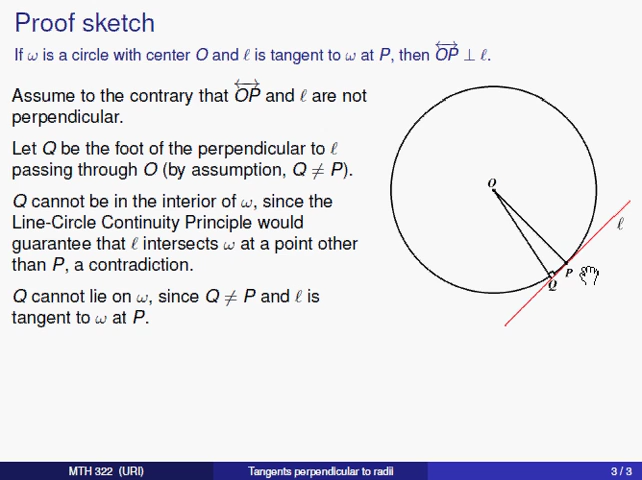 Proof sketch
If ω is a circle with center O and ℓ is tangent to ω at P, then OP ⊥ ℓ.
Assume to the contrary that OP and ℓ are not
perpendicular.
Let Q be the foot of the perpendicular to ℓ
passing through O (by assumption, Q ≠ P).
Q cannot be in the interior of ω, since the
Line-Circle Continuity Principle would
guarantee that ℓ intersects ω at a point other
than P, a contradiction.
Q cannot lie on ω, since Q ≠ P and ℓ is
tangent to ω at P.
O
ℓ
P
Q
MTH 322 (URI)
Tangents perpendicular to radii
3 / 3